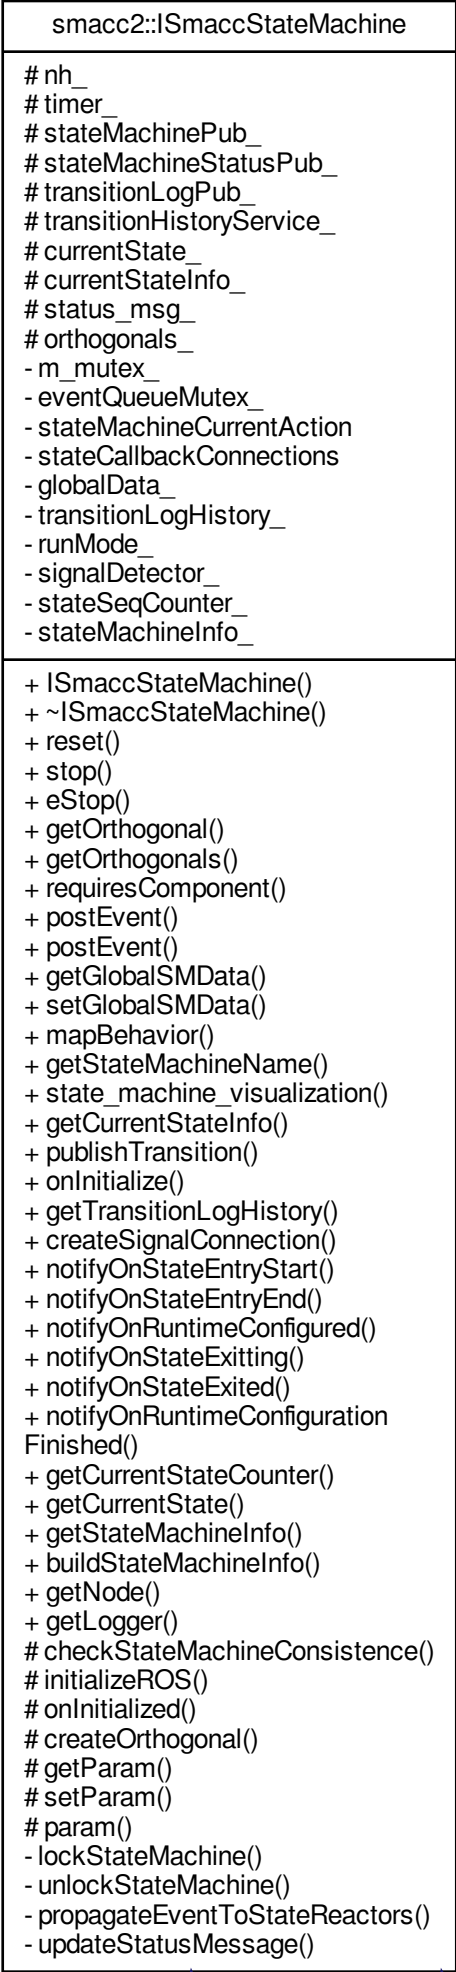 smacc2::ISmaccStateMachine
# nh_
# timer_
# stateMachinePub_
# stateMachineStatusPub_
# transitionLogPub_
# transitionHistoryService_
# currentState_
# currentStateInfo_
# status_msg_
# orthogonals_
- m_mutex_
- eventQueueMutex_
- stateMachineCurrentAction
- stateCallbackConnections
- globalData_
- transitionLogHistory_
- runMode_
- signalDetector_
- stateSeqCounter_
- stateMachineInfo_
+ ISmaccStateMachine()
+ ~ISmaccStateMachine()
+ reset()
+ stop()
+ eStop()
+ getOrthogonal()
+ getOrthogonals()
+ requiresComponent()
+ postEvent()
+ postEvent()
+ getGlobalSMData()
+ setGlobalSMData()
+ mapBehavior()
+ getStateMachineName()
+ state_machine_visualization()
+ getCurrentStateInfo()
+ publishTransition()
+ onInitialize()
+ getTransitionLogHistory()
+ createSignalConnection()
+ notifyOnStateEntryStart()
+ notifyOnStateEntryEnd()
+ notifyOnRuntimeConfigured()
+ notifyOnStateExitting()
+ notifyOnStateExited()
+ notifyOnRuntimeConfiguration
Finished()
+ getCurrentStateCounter()
+ getCurrentState()
+ getStateMachineInfo()
+ buildStateMachineInfo()
+ getNode()
+ getLogger()
# checkStateMachineConsistence()
# initializeROS()
# onInitialized()
# createOrthogonal()
# getParam()
# setParam()
# param()
- lockStateMachine()
- unlockStateMachine()
- propagateEventToStateReactors()
- updateStatusMessage()